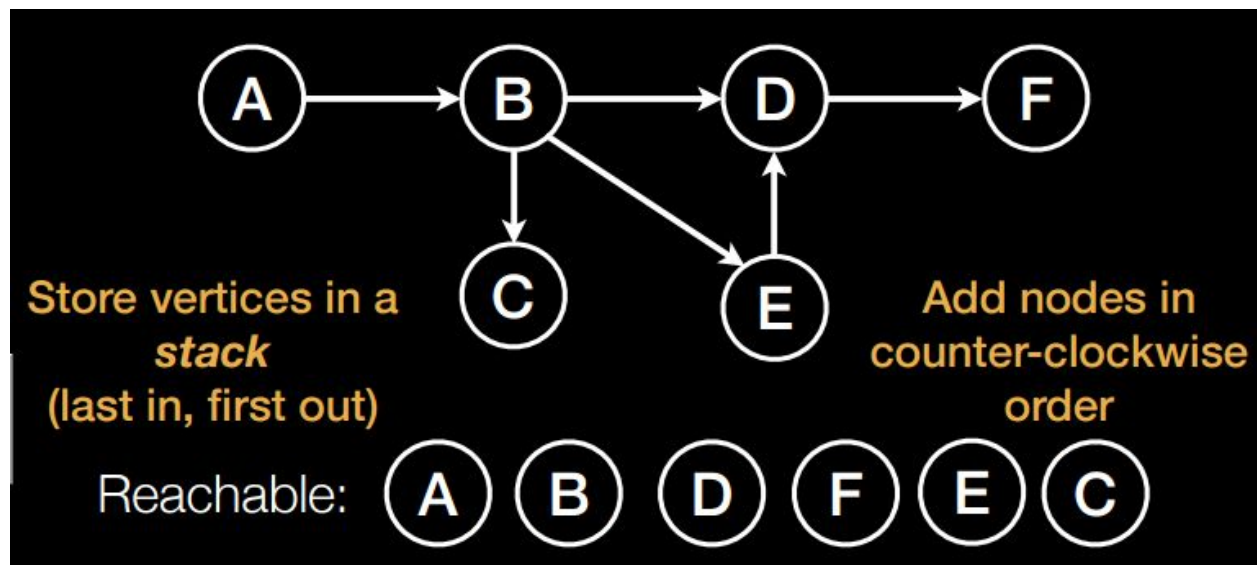 A B D F
C E
Store vertices in a
stack
(last in, first out)
Add nodes in
counter-clockwise
order
Reachable: A B D F E C